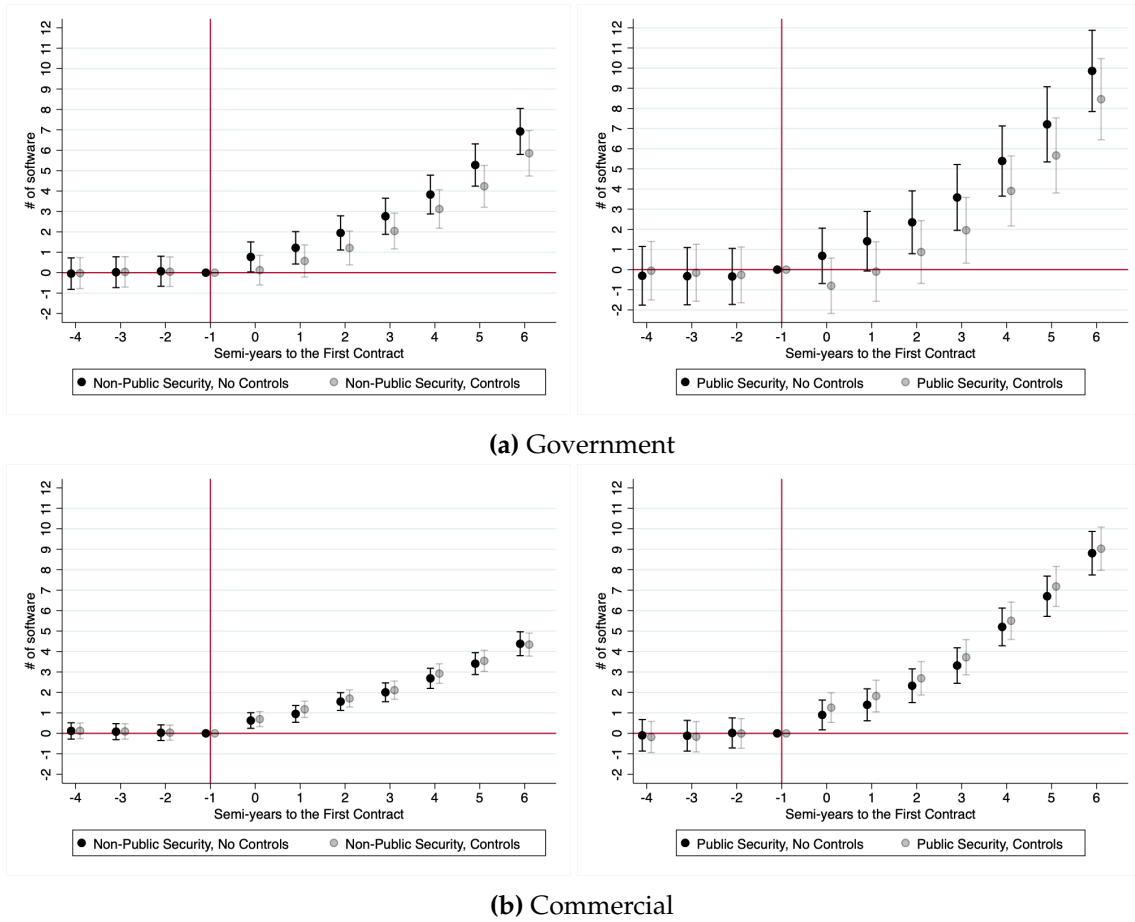 # of software
-2 -1 0 1 2 3 4 5 6 7 8 9 10 11 12
-4 -3 -2 -1 0 1 2 3 4 5 6
Semi-years to the First Contract
Non-Public Security, No Controls Non-Public Security, Controls
# of software
-2 -1 0 1 2 3 4 5 6 7 8 9 10 11 12
-4 -3 -2 -1 0 1 2 3 4 5 6
Semi-years to the First Contract
Public Security, No Controls Public Security, Controls
(a) Government
# of software
-2 -1 0 1 2 3 4 5 6 7 8 9 10 11 12
-4 -3 -2 -1 0 1 2 3 4 5 6
Semi-years to the First Contract
Non-Public Security, No Controls Non-Public Security, Controls
# of software
-2 -1 0 1 2 3 4 5 6 7 8 9 10 11 12
-4 -3 -2 -1 0 1 2 3 4 5 6
Semi-years to the First Contract
Public Security, No Controls Public Security, Controls
(b) Commercial